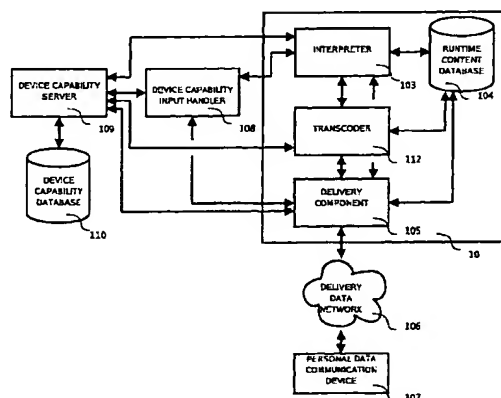 INTERPRETER
103
RUNTIME
CONTENT
DATABASE
104
DEVICE CAPABILITY
SERVER
109
DEVICE CAPABILITY
INPUT HANDLER
108
TRANSCODER
112
DEVICE
CAPABILITY
DATABASE
110
DELIVERY
COMPONENT
105
10
DELIVERY
DATA
NETWORK
106
PERSONAL DATA
COMMUNICATION
DEVICE
107